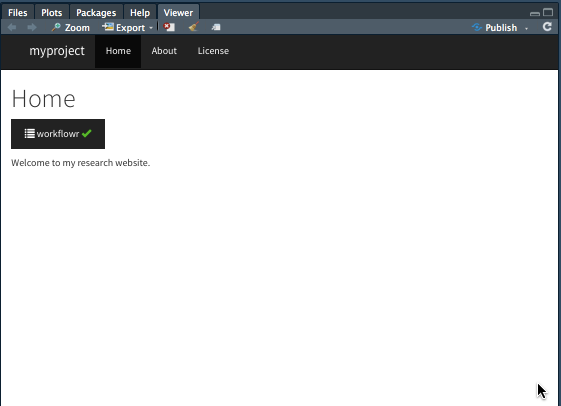 Files Plots Packages Help Viewer
Zoom Export Publish
myproject Home About License
Home
workflowr
Welcome to my research website.